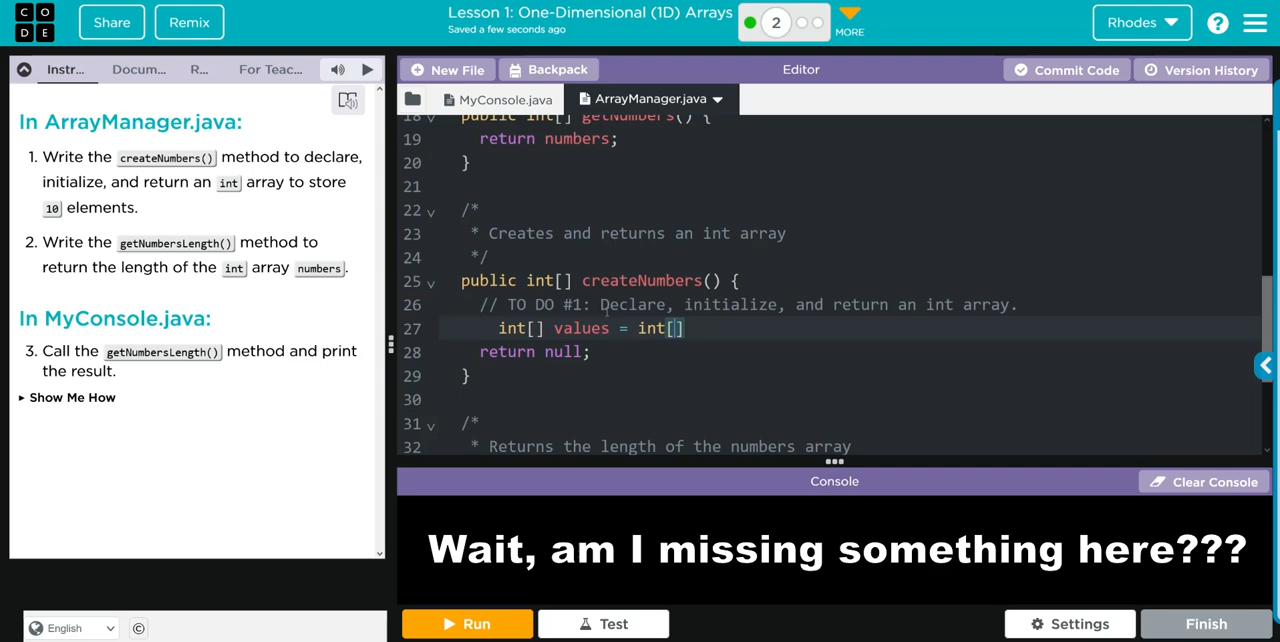 C O
D E
Share
Remix
Lesson 1: One-Dimensional (1D) Arrays
Saved a few seconds ago
2
MORE
Rhodes
?
Instr...
Docum...
R...
For Teac...
New File
Backpack
Editor
Commit Code
Version History
MyConsole.java
ArrayManager.java
In ArrayManager.java:
1. Write the createNumbers() method to declare,
initialize, and return an int array to store
10 elements.
2. Write the getNumbersLength() method to
return the length of the int array numbers.
In MyConsole.java:
3. Call the getNumbersLength() method and print
the result.
Show Me How
18 public int[] getNumbers() {
19 return numbers;
20 }
21
22 /*
23 * Creates and returns an int array
24 */
25 public int[] createNumbers() {
26 // TO DO #1: Declare, initialize, and return an int array.
27 int[] values = int[]
28 return null;
29 }
30
31 /*
32 * Returns the length of the numbers array
Console
Clear Console
Wait, am I missing something here???
English
©
Run
Test
Settings
Finish